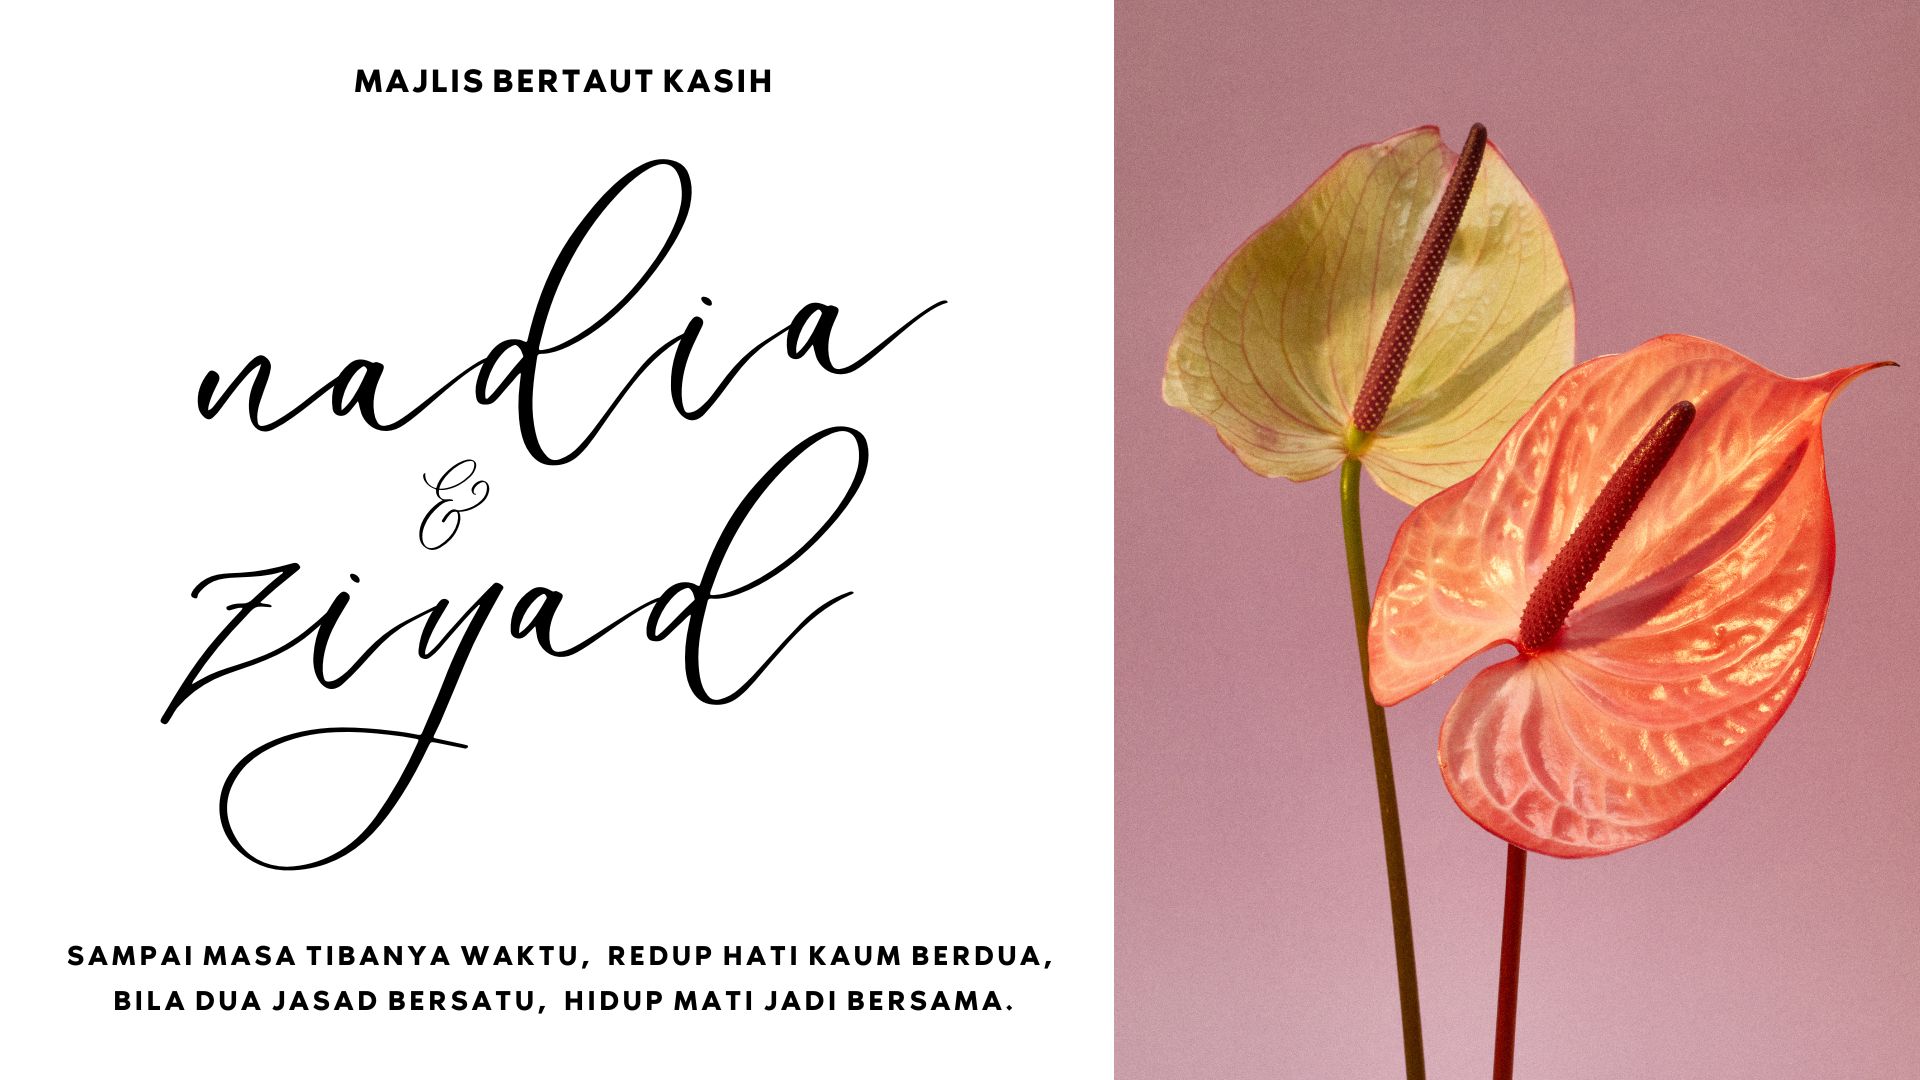 MAJLIS BERTAUT KASIH
nadia
&
ziyad
SAMPAI MASA TIBANYA WAKTU, REDUP HATI KAUM BERDUA,
BILA DUA JASAD BERSATU, HIDUP MATI JADI BERSAMA.